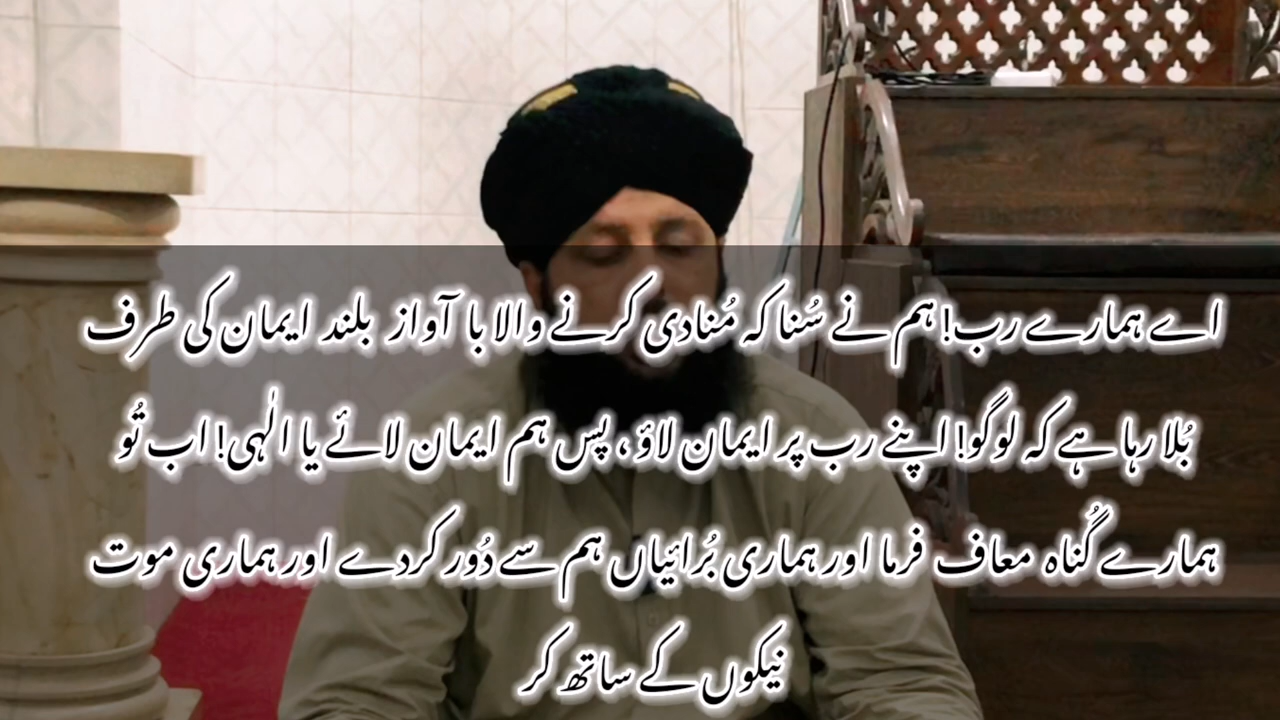 اے ہمارے رب! ہم نے سُنا کہ مُنادی کرنے والا با آواز بلند ایمان کی طرف
بُلا رہا ہے کہ لوگو! اپنے رب پر ایمان لاؤ، پس ہم ایمان لائے یا الٰہی! اب تُو
ہمارے گُناہ معاف فرما اور ہماری بُرائیاں ہم سے دُور کر دے اور ہماری موت
نیکوں کے ساتھ کر